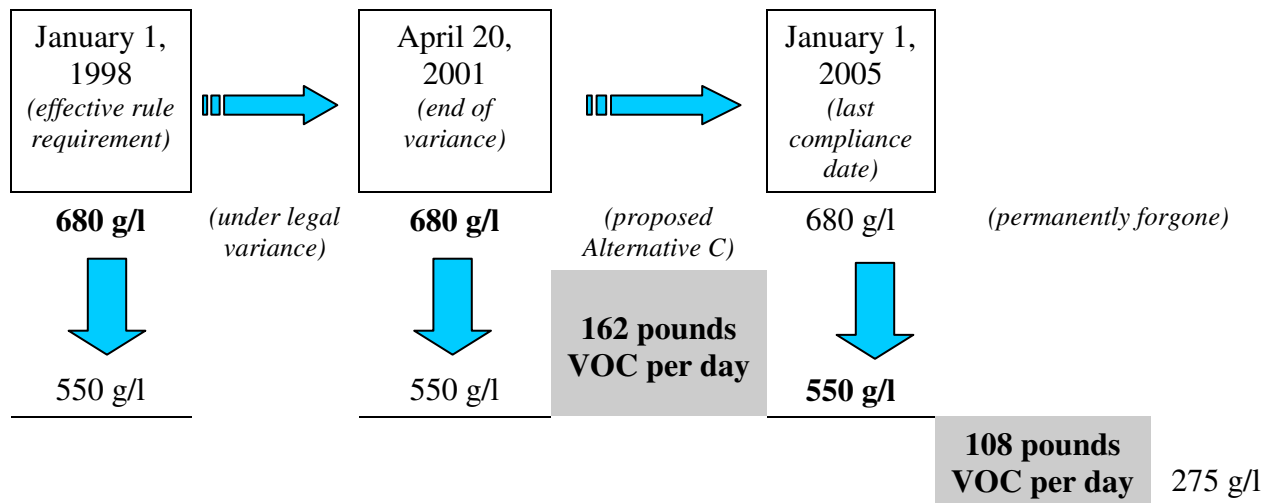 January 1,
1998
(effective rule
requirement)
April 20,
2001
(end of
variance)
January 1,
2005
(last
compliance
date)
680 g/l
(under legal
variance)
680 g/l
(proposed
Alternative C)
680 g/l
(permanently forgone)
162 pounds
VOC per day
550 g/l
550 g/l
550 g/l
108 pounds
VOC per day
275 g/l